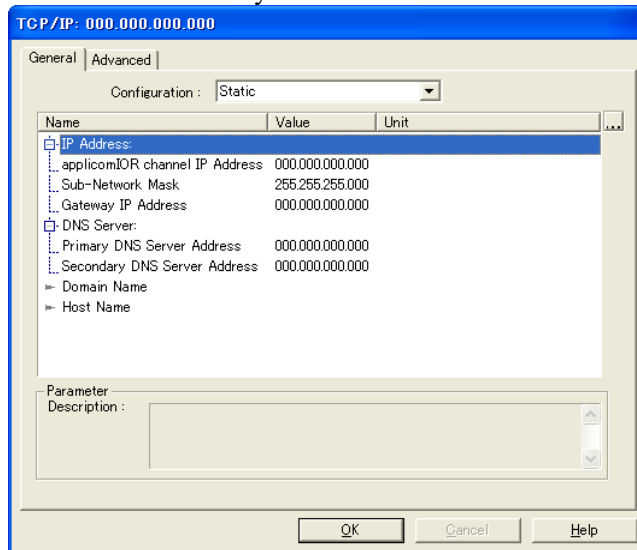 TCP/IP: 000.000.000.000
General Advanced
Configuration : Static
Name Value Unit ...
IP Address:
applicomIOR channel IP Address 000.000.000.000
Sub-Network Mask 255.255.255.000
Gateway IP Address 000.000.000.000
DNS Server:
Primary DNS Server Address 000.000.000.000
Secondary DNS Server Address 000.000.000.000
Domain Name
Host Name
Parameter
Description :
OK Cancel Help